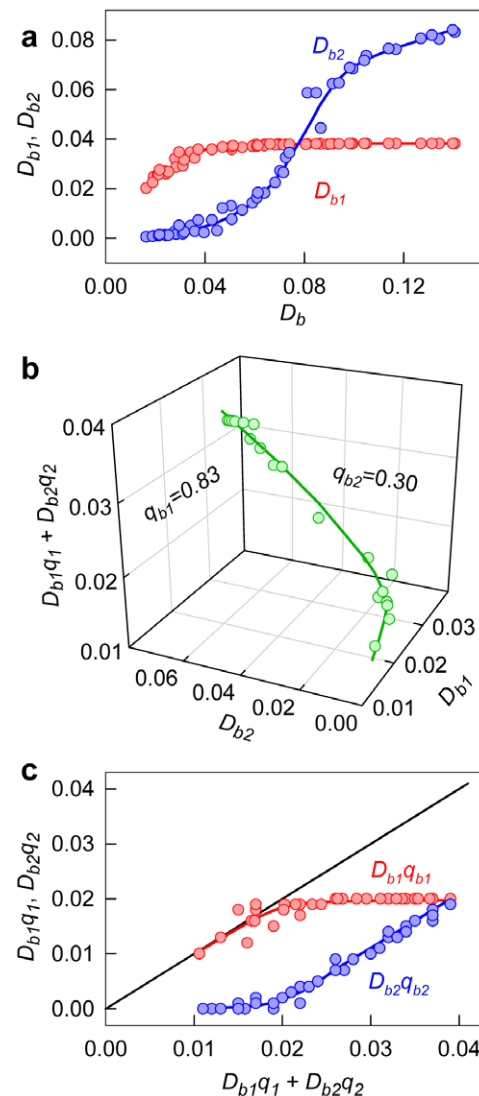 a
0.08
0.06
0.04
0.02
0.00
D_b1, D_b2
D_b2
D_b1
0.00 0.04 0.08 0.12
D_b
b
0.04
0.03
0.02
0.01
D_b1q_1 + D_b2q_2
q_b1=0.83
q_b2=0.30
0.06
0.04
0.02
0.00
D_b2
0.03
0.02
0.01
D_b1
c
0.04
0.03
0.02
0.01
0.00
D_b1q_1, D_b2q_2
D_b1q_b1
D_b2q_b2
0.00 0.01 0.02 0.03 0.04
D_b1q_1 + D_b2q_2